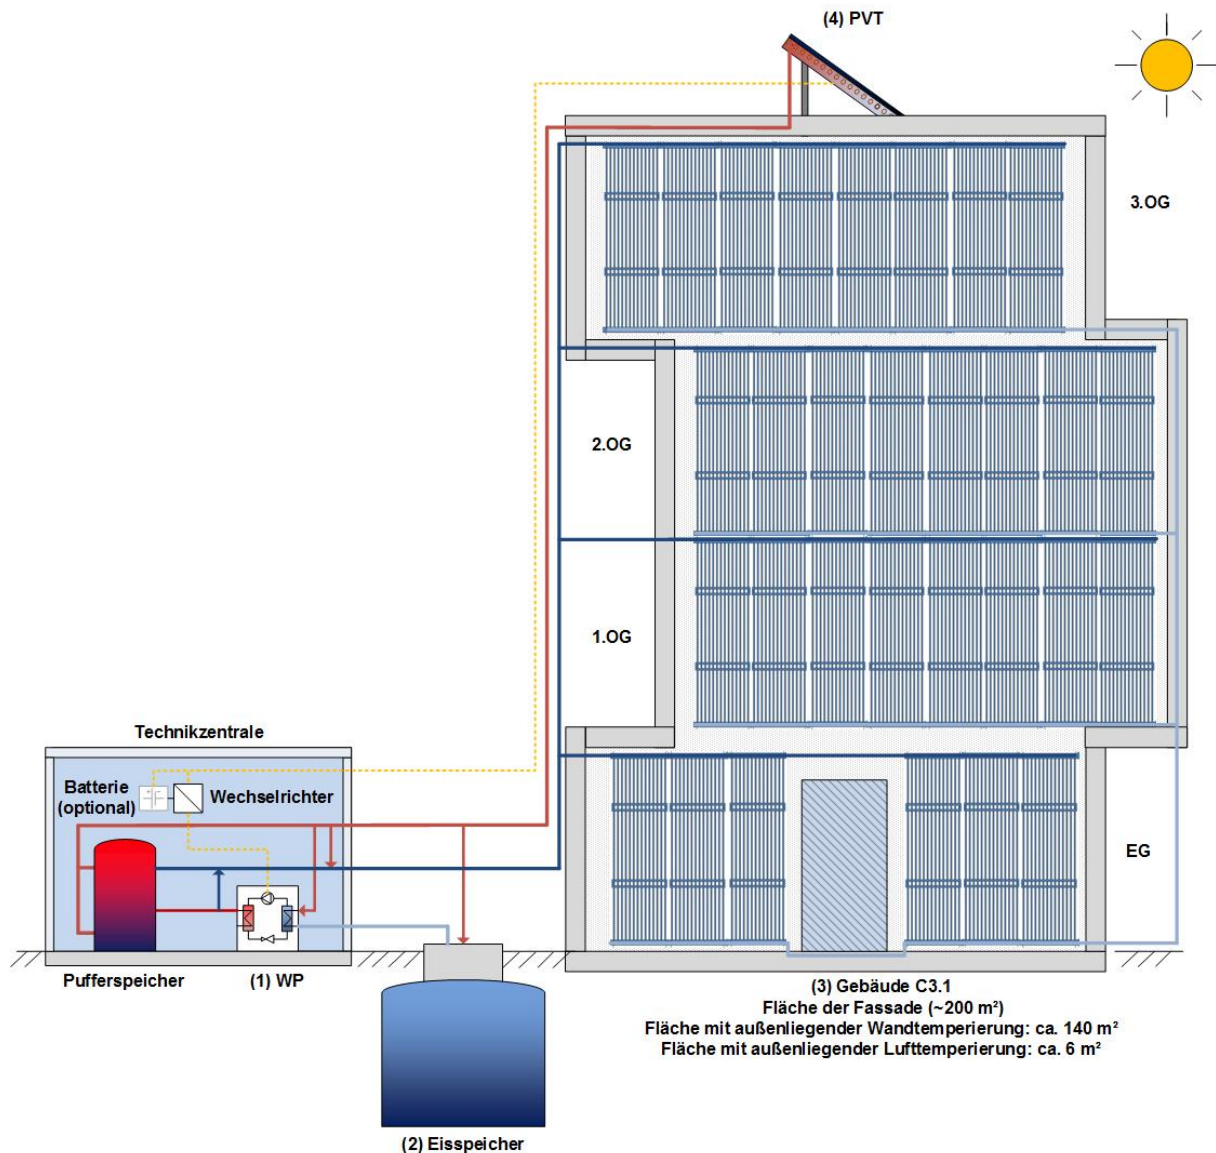 (4) PVT
3.OG
2.OG
1.OG
Technikzentrale
Batterie
(optional)
Wechselrichter
EG
Pufferspeicher
(1) WP
(3) Gebäude C3.1
Fläche der Fassade (~200 m²)
Fläche mit außenliegender Wandtemperierung: ca. 140 m²
Fläche mit außenliegender Lufttemperierung: ca. 6 m²
(2) Eisspeicher